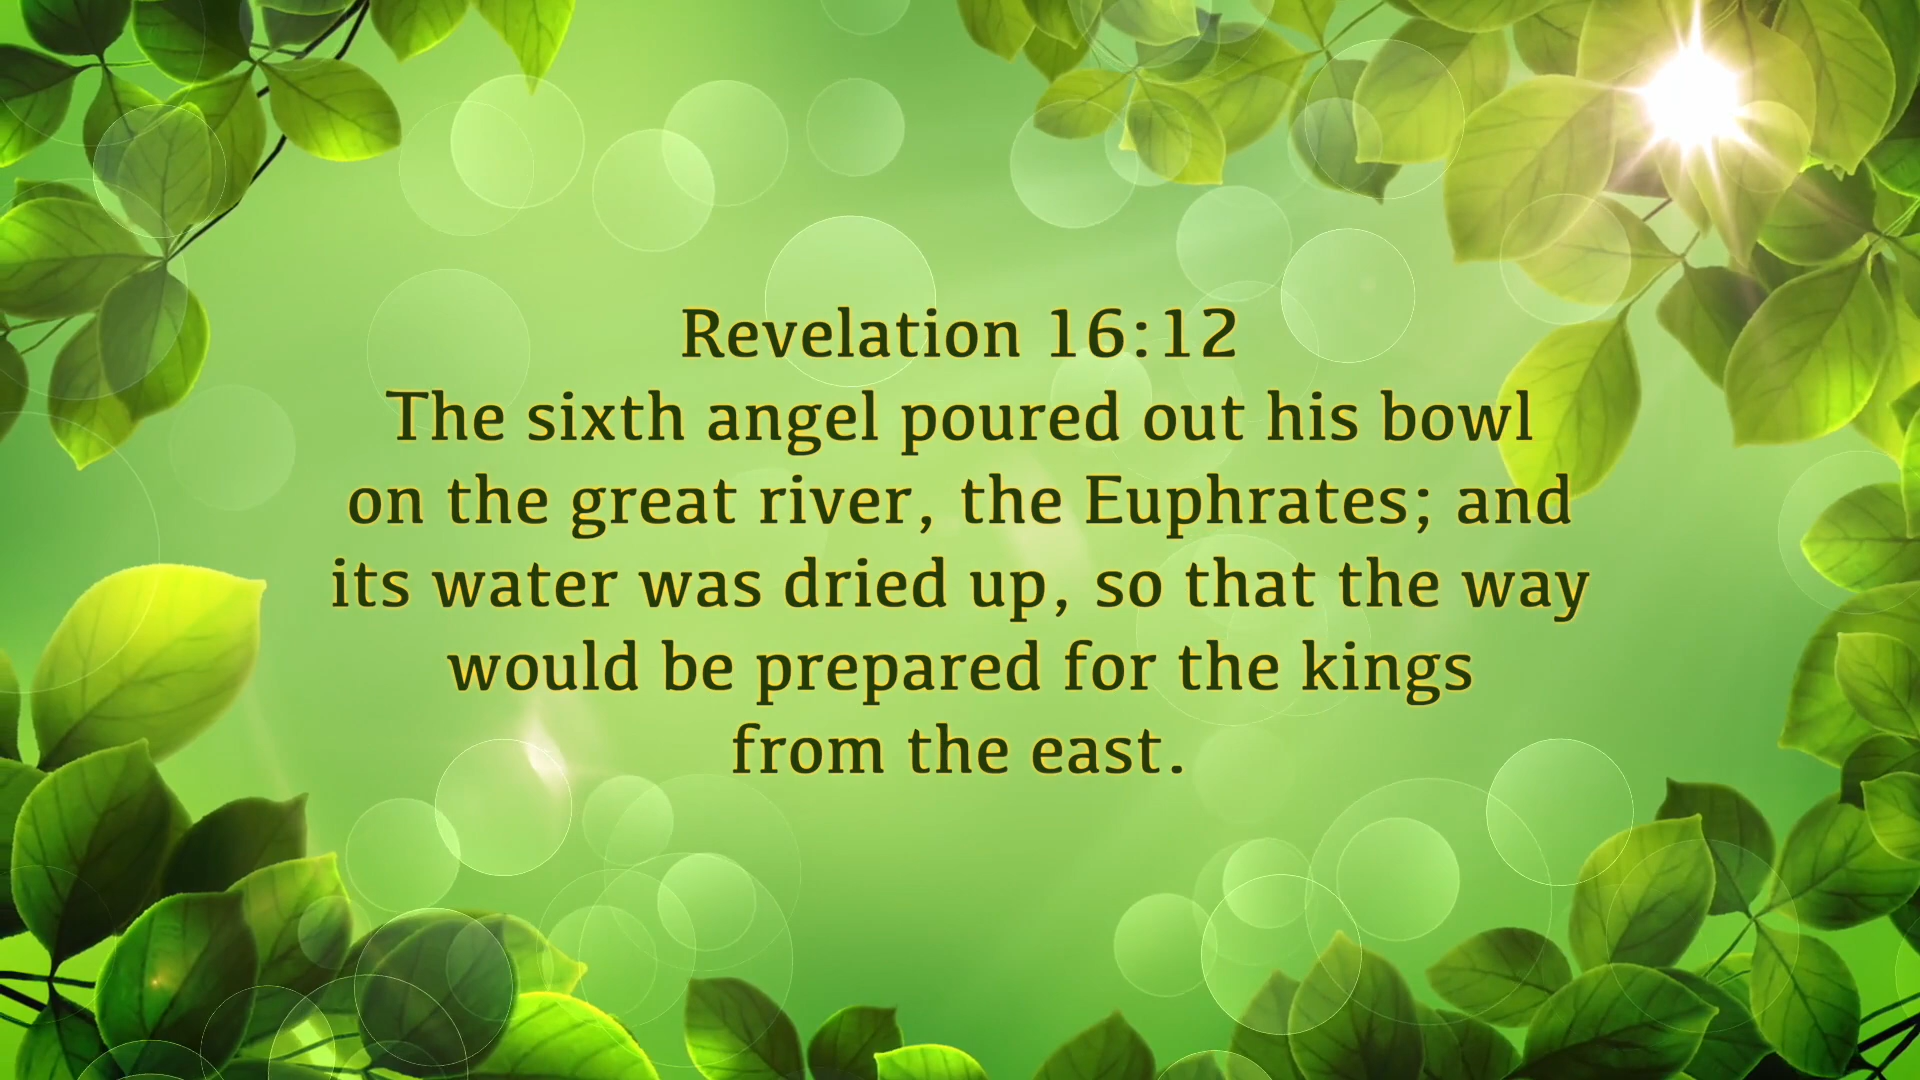 Revelation 16:12
The sixth angel poured out his bowl
on the great river, the Euphrates; and
its water was dried up, so that the way
would be prepared for the kings
from the east.